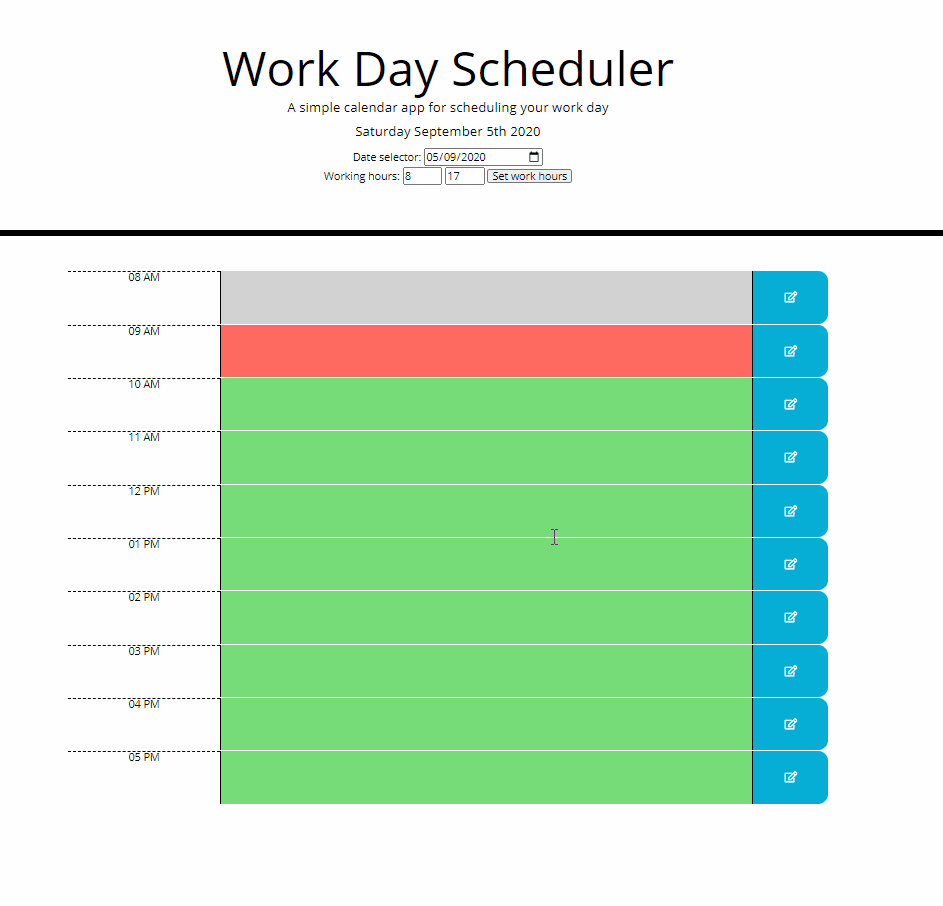 Work Day Scheduler
A simple calendar app for scheduling your work day
Saturday September 5th 2020
Date selector: 05/09/2020
Working hours: 8 17 Set work hours
08 AM
09 AM
10 AM
11 AM
12 PM
01 PM
02 PM
03 PM
04 PM
05 PM